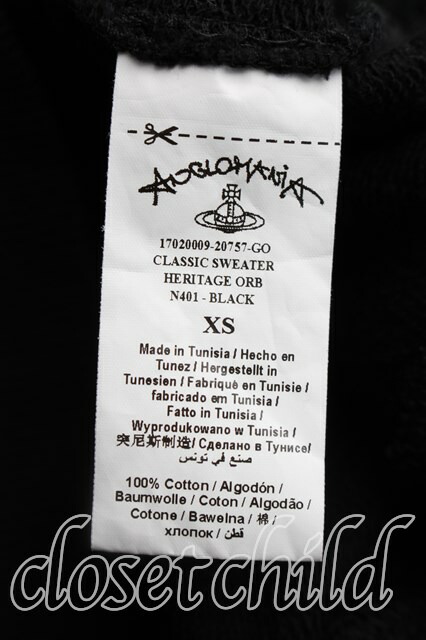 ANGLOMANIA
17020009-20757-GO
CLASSIC SWEATER
HERITAGE ORB
N401 - BLACK
XS
Made in Tunisia / Hecho en
Tunez / Hergestellt in
Tunesien / Fabriqué en Tunisie /
fabricado em Tunisia /
Fatto in Tunisia /
Wyprodukowano w Tunisia /
突尼斯制造/ Сделано в Тунисе/
صنع في تونس
100% Cotton / Algodón /
Baumwolle / Coton / Algodão /
Cotone / Bawelna / 棉 /
хлопок / قطن
closet child